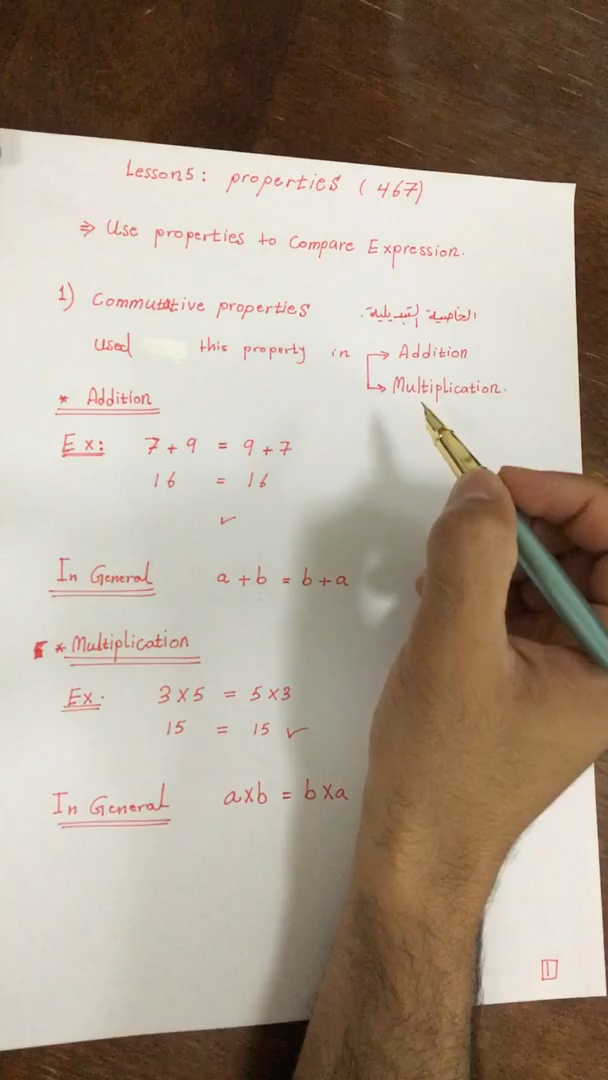 Lesson5: properties (467)
⇒ Use properties to Compare Expression.
1) Commutative properties الخاصية التبديلية.
used this property in → Addition
→ Multiplication.
* Addition
Ex: 7 + 9 = 9 + 7
16 = 16
✓
In General a + b = b + a
* Multiplication
Ex: 3 x 5 = 5 x 3
15 = 15 ✓
In General a x b = b x a
1